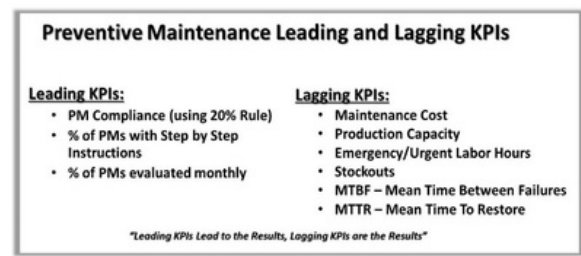 Preventive Maintenance Leading and Lagging KPIs
Leading KPIs:
• PM Compliance (using 20% Rule)
• % of PMs with Step by Step
Instructions
• % of PMs evaluated monthly
Lagging KPIs:
• Maintenance Cost
• Production Capacity
• Emergency/Urgent Labor Hours
• Stockouts
• MTBF – Mean Time Between Failures
• MTTR – Mean Time To Restore
"Leading KPIs Lead to the Results, Lagging KPIs are the Results"